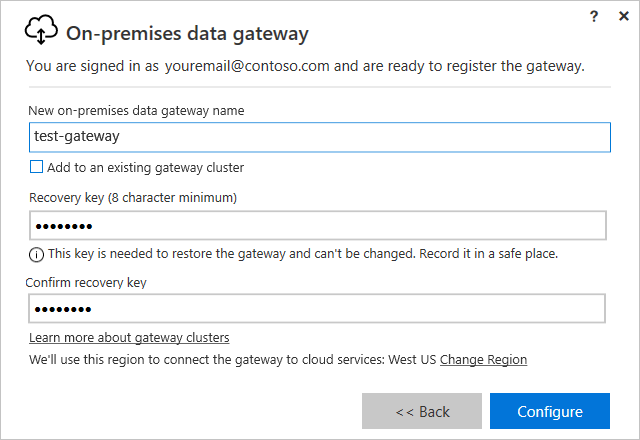 ? ×
On-premises data gateway
You are signed in as youremail@contoso.com and are ready to register the gateway.
New on-premises data gateway name
test-gateway
Add to an existing gateway cluster
Recovery key (8 character minimum)
●●●●●●●●
This key is needed to restore the gateway and can't be changed. Record it in a safe place.
Confirm recovery key
●●●●●●●●
Learn more about gateway clusters
We'll use this region to connect the gateway to cloud services: West US Change Region
<< Back Configure